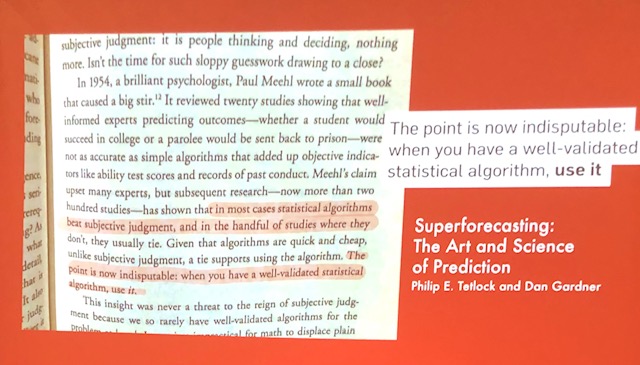 subjective judgment: it is people thinking and deciding, nothing
more. Isn't the time for such sloppy guesswork drawing to a close?
In 1954, a brilliant psychologist, Paul Meehl wrote a small book
that caused a big stir.12 It reviewed twenty studies showing that well-
informed experts predicting outcomes—whether a student would
succeed in college or a parolee would be sent back to prison—were
not as accurate as simple algorithms that added up objective indica-
tors like ability test scores and records of past conduct. Meehl's claim
upset many experts, but subsequent research—now more than two
hundred studies—has shown that in most cases statistical algorithms
beat subjective judgment, and in the handful of studies where they
don't, they usually tie. Given that algorithms are quick and cheap,
unlike subjective judgment, a tie supports using the algorithm. The
point is now indisputable: when you have a well-validated statistical
algorithm, use it.
This insight was never a threat to the reign of subjective judg-
ment because we so rarely have well-validated algorithms for the
for math to displace plain
The point is now indisputable:
when you have a well-validated
statistical algorithm, use it
Superforecasting:
The Art and Science
of Prediction
Philip E. Tetlock and Dan Gardner